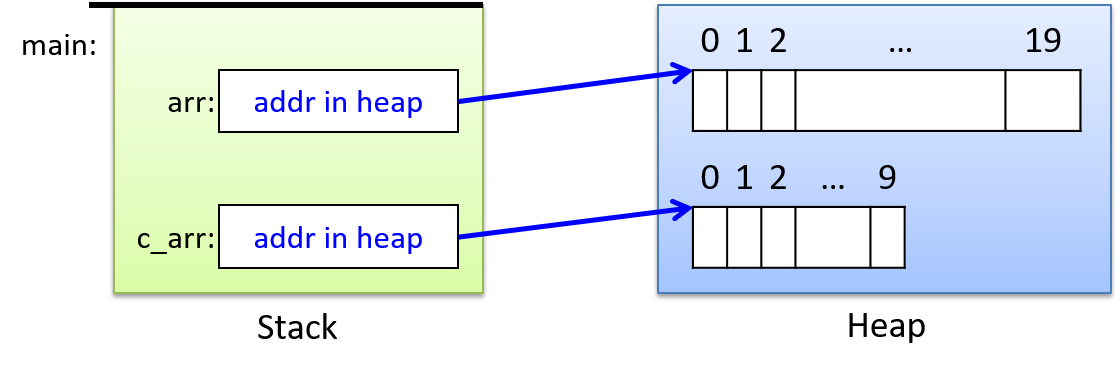 main:
0 1 2 ... 19
arr: addr in heap
0 1 2 ... 9
c_arr: addr in heap
Stack
Heap